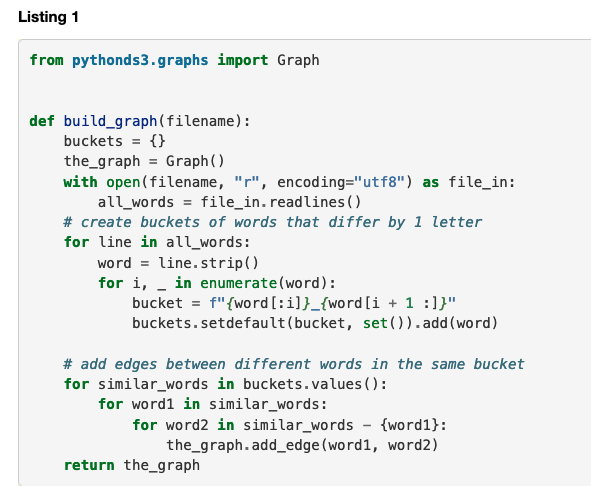 Listing 1
from pythonds3.graphs import Graph
def build_graph(filename):
    buckets = {}
    the_graph = Graph()
    with open(filename, "r", encoding="utf8") as file_in:
        all_words = file_in.readlines()
    # create buckets of words that differ by 1 letter
    for line in all_words:
        word = line.strip()
        for i, _ in enumerate(word):
            bucket = f"{word[:i]}_{word[i + 1 :]}"
            buckets.setdefault(bucket, set()).add(word)
    # add edges between different words in the same bucket
    for similar_words in buckets.values():
        for word1 in similar_words:
            for word2 in similar_words - {word1}:
                the_graph.add_edge(word1, word2)
    return the_graph